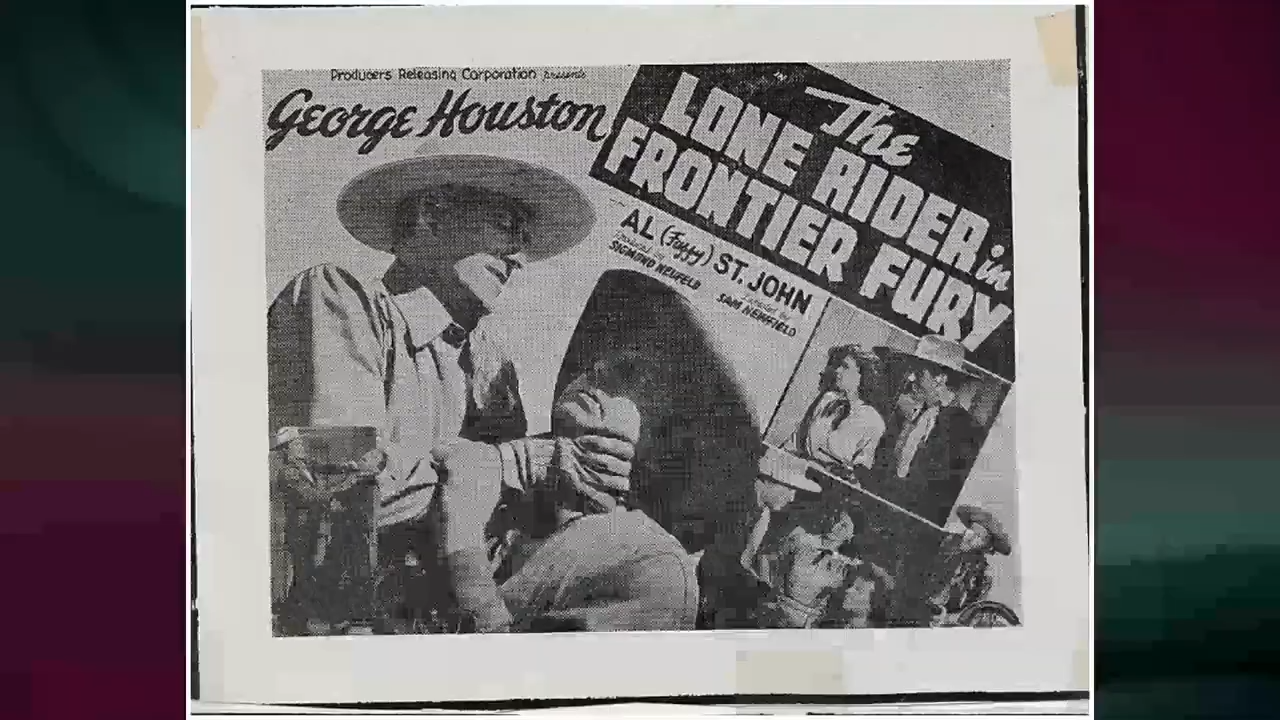 Producers Releasing Corporation presents
George Houston
in
The
LONE RIDER in
FRONTIER FURY
AL (Fuzzy) ST. JOHN
SIGMUND NEUFELD
SAM NEWFIELD